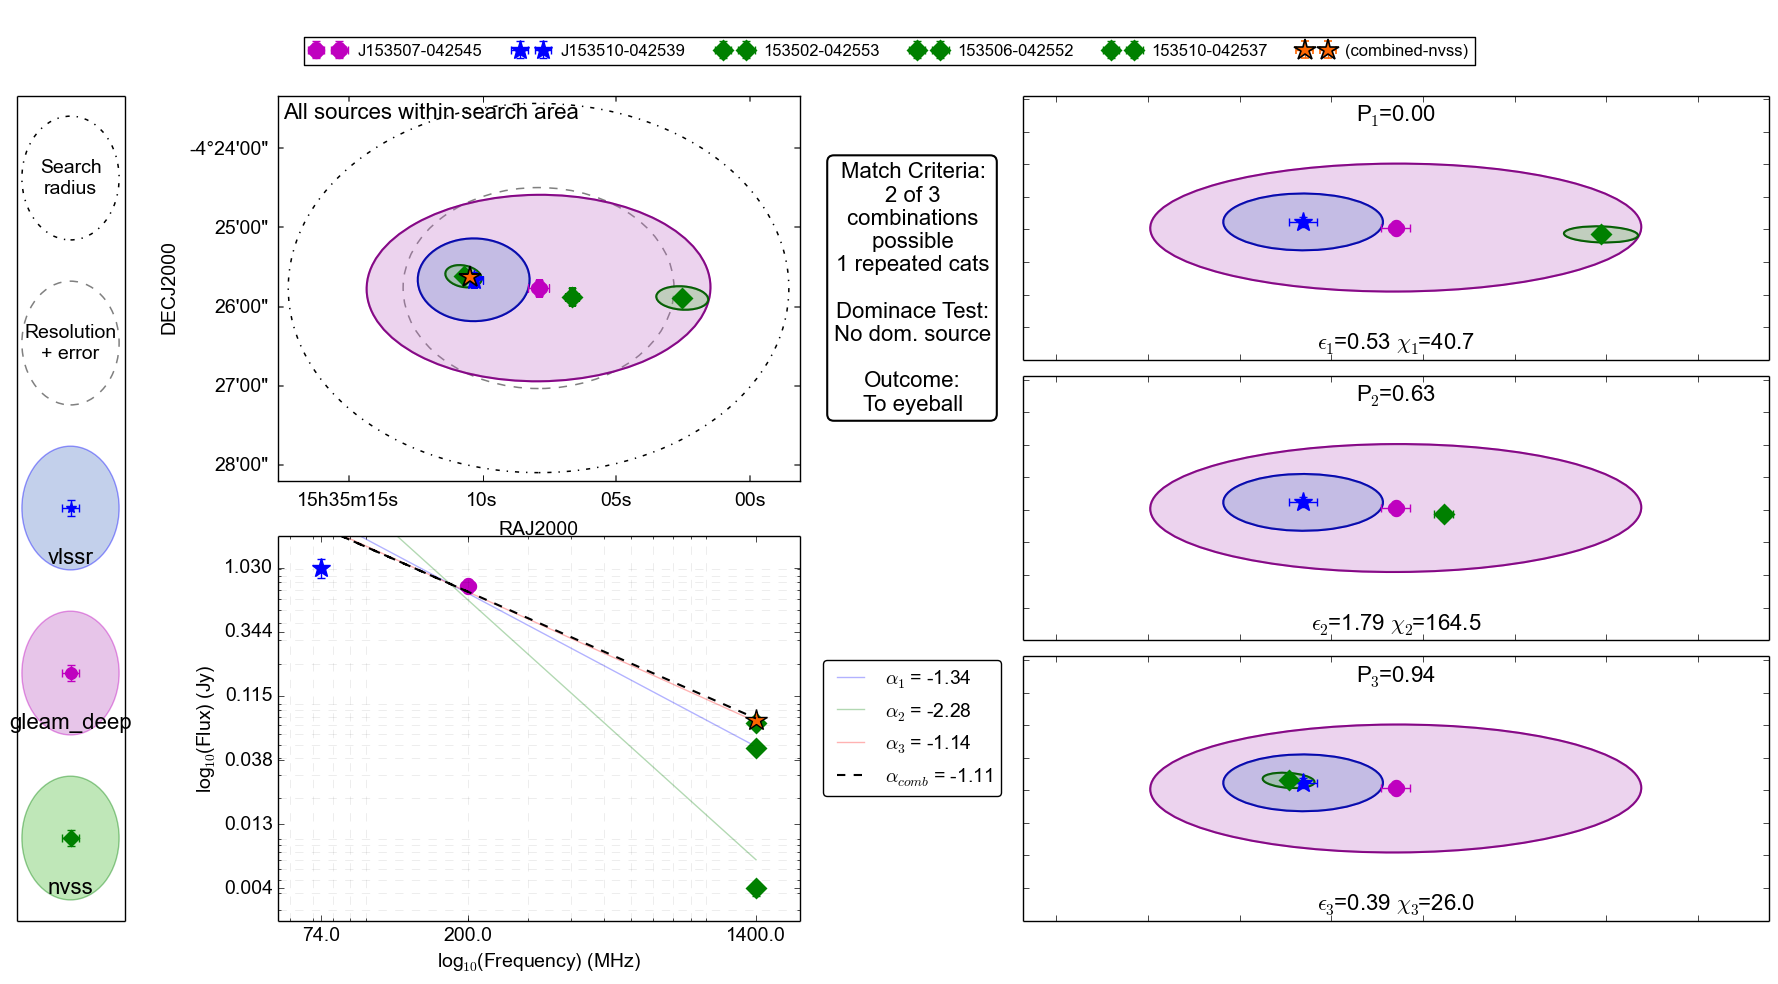 J153507-042545 J153510-042539 153502-042553 153506-042552 153510-042537 (combined-nvss)
Search
radius
Resolution
+ error
vlssr
gleam_deep
nvss
All sources within search area
-4°24'00"
25'00"
26'00"
27'00"
28'00"
DECJ2000
15h35m15s 10s 05s 00s
RAJ2000
Match Criteria:
2 of 3
combinations
possible
1 repeated cats
Dominace Test:
No dom. source
Outcome:
To eyeball
1.030
0.344
0.115
0.038
0.013
0.004
log10(Flux) (Jy)
74.0 200.0 1400.0
log10(Frequency) (MHz)
α1 = -1.34
α2 = -2.28
α3 = -1.14
αcomb = -1.11
P1=0.00
ϵ1=0.53 χ1=40.7
P2=0.63
ϵ2=1.79 χ2=164.5
P3=0.94
ϵ3=0.39 χ3=26.0